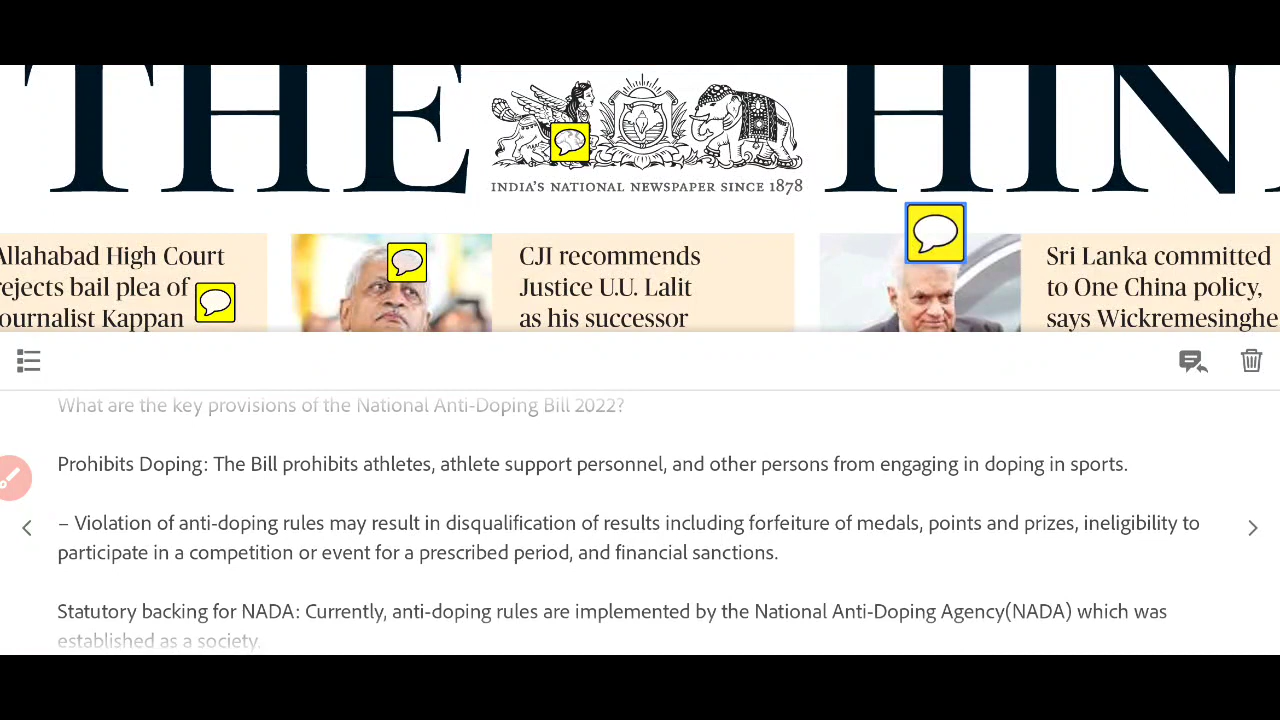 THE HIN
INDIA'S NATIONAL NEWSPAPER SINCE 1878
Allahabad High Court
rejects bail plea of
journalist Kappan
CJI recommends
Justice U.U. Lalit
as his successor
Sri Lanka committed
to One China policy,
says Wickremesinghe
What are the key provisions of the National Anti-Doping Bill 2022?
Prohibits Doping: The Bill prohibits athletes, athlete support personnel, and other persons from engaging in doping in sports.
– Violation of anti-doping rules may result in disqualification of results including forfeiture of medals, points and prizes, ineligibility to
participate in a competition or event for a prescribed period, and financial sanctions.
Statutory backing for NADA: Currently, anti-doping rules are implemented by the National Anti-Doping Agency(NADA) which was
established as a society.